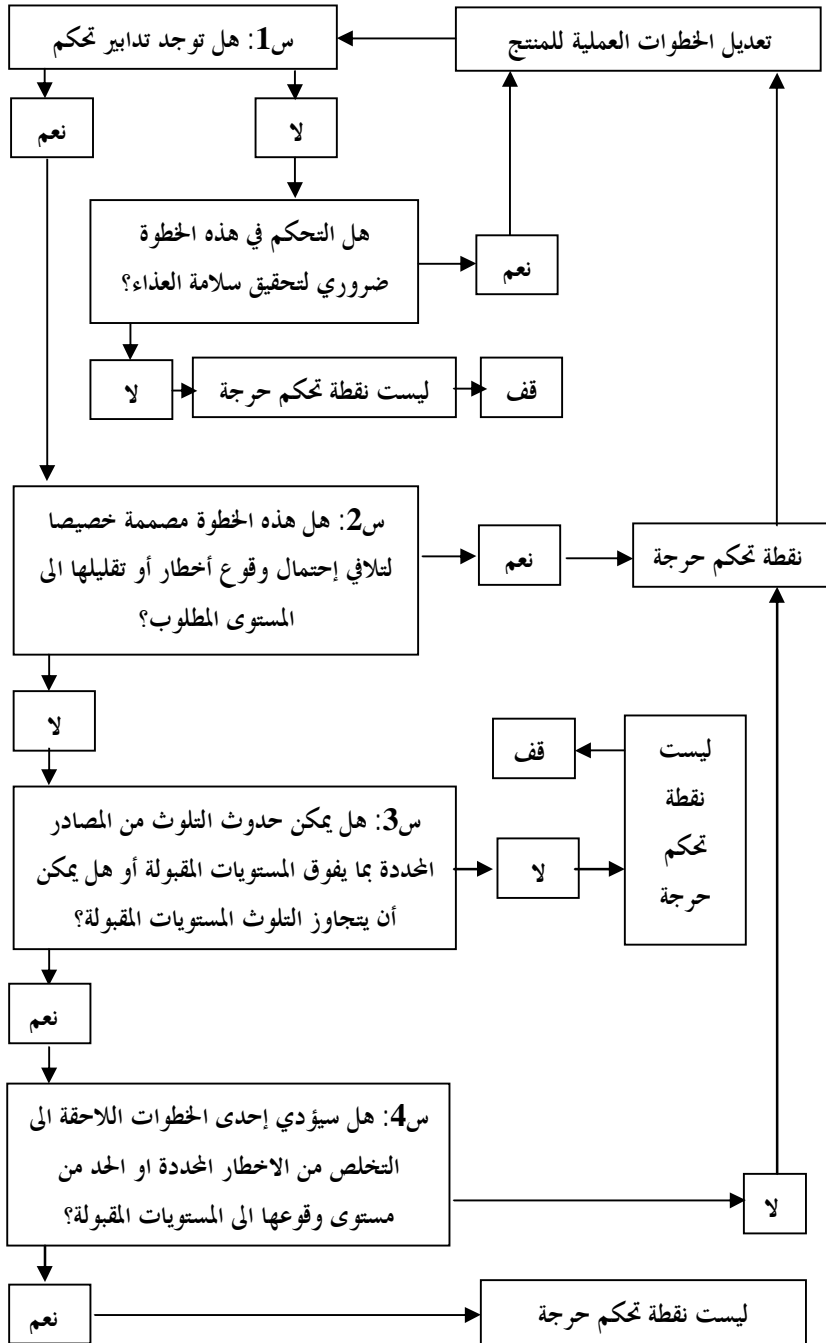 س1: هل توجد تدابير تحكم
تعديل الخطوات العملية للمنتج
نعم
لا
هل التحكم في هذه الخطوة
ضروري لتحقيق سلامة العذاء؟
نعم
لا
ليست نقطة تحكم حرجة
قف
س2: هل هذه الخطوة مصممة خصيصا
لتلافي إحتمال وقوع أخطار أو تقليلها الى
المستوى المطلوب؟
نعم
نقطة تحكم حرجة
لا
قف
ليست
نقطة
تحكم
حرجة
س3: هل يمكن حدوث التلوث من المصادر
المحددة بما يفوق المستويات المقبولة أو هل يمكن
أن يتجاوز التلوث المستويات المقبولة؟
لا
نعم
س4: هل سيؤدي إحدى الخطوات اللاحقة الى
التخلص من الاخطار المحددة او الحد من
مستوى وقوعها الى المستويات المقبولة؟
لا
نعم
ليست نقطة تحكم حرجة